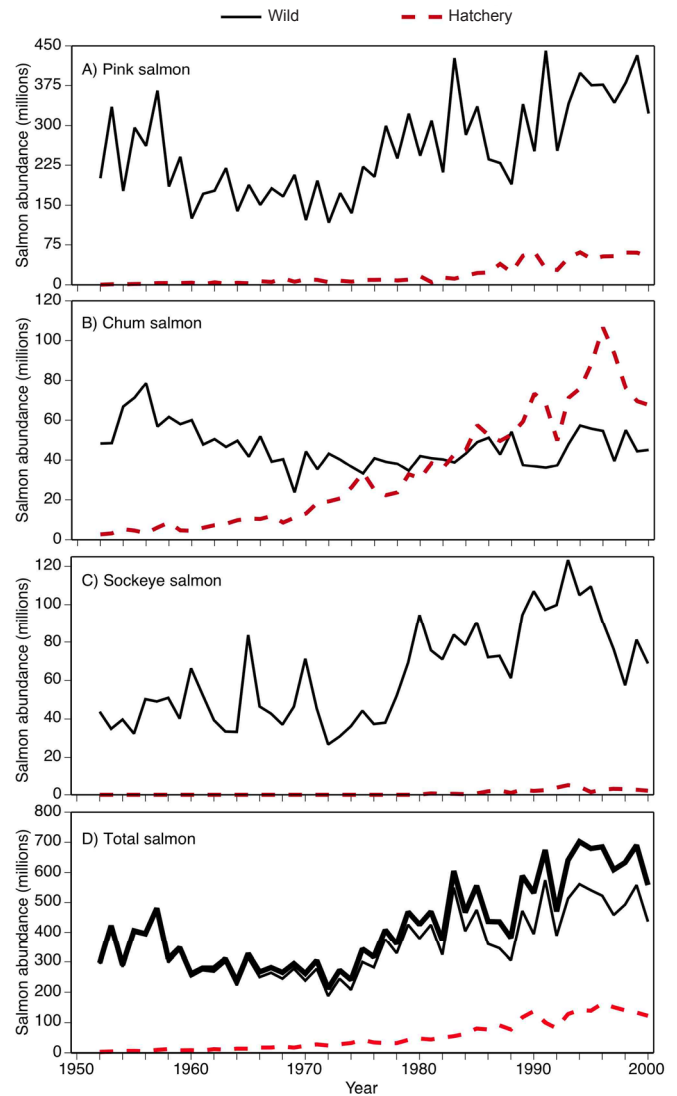 Wild Hatchery
A) Pink salmon
Salmon abundance (millions)
450
375
300
225
150
75
0
B) Chum salmon
Salmon abundance (millions)
120
100
80
60
40
20
0
C) Sockeye salmon
Salmon abundance (millions)
120
100
80
60
40
20
0
D) Total salmon
Salmon abundance (millions)
800
700
600
500
400
300
200
100
0
1950 1960 1970 1980 1990 2000
Year